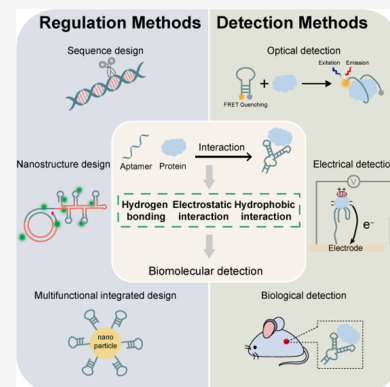 Regulation Methods
Detection Methods
Sequence design
Optical detection
Exitation Emission
FRET Quenching
Interaction
Aptamer Protein
Nanostructure design
Electrical detection
V
Hydrogen bonding
Electrostatic interaction
Hydrophobic interaction
e⁻
Electrode
Biomolecular detection
Multifunctional integrated design
Biological detection
nano
particle